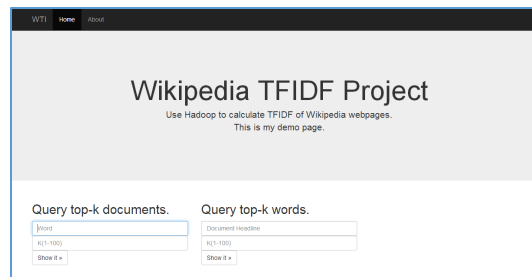 WTI Home About
Wikipedia TFIDF Project
Use Hadoop to calculate TFIDF of Wikipedia webpages.
This is my demo page.
Query top-k documents.
Word
K(1-100)
Show it »
Query top-k words.
Document Headline
K(1-100)
Show it »